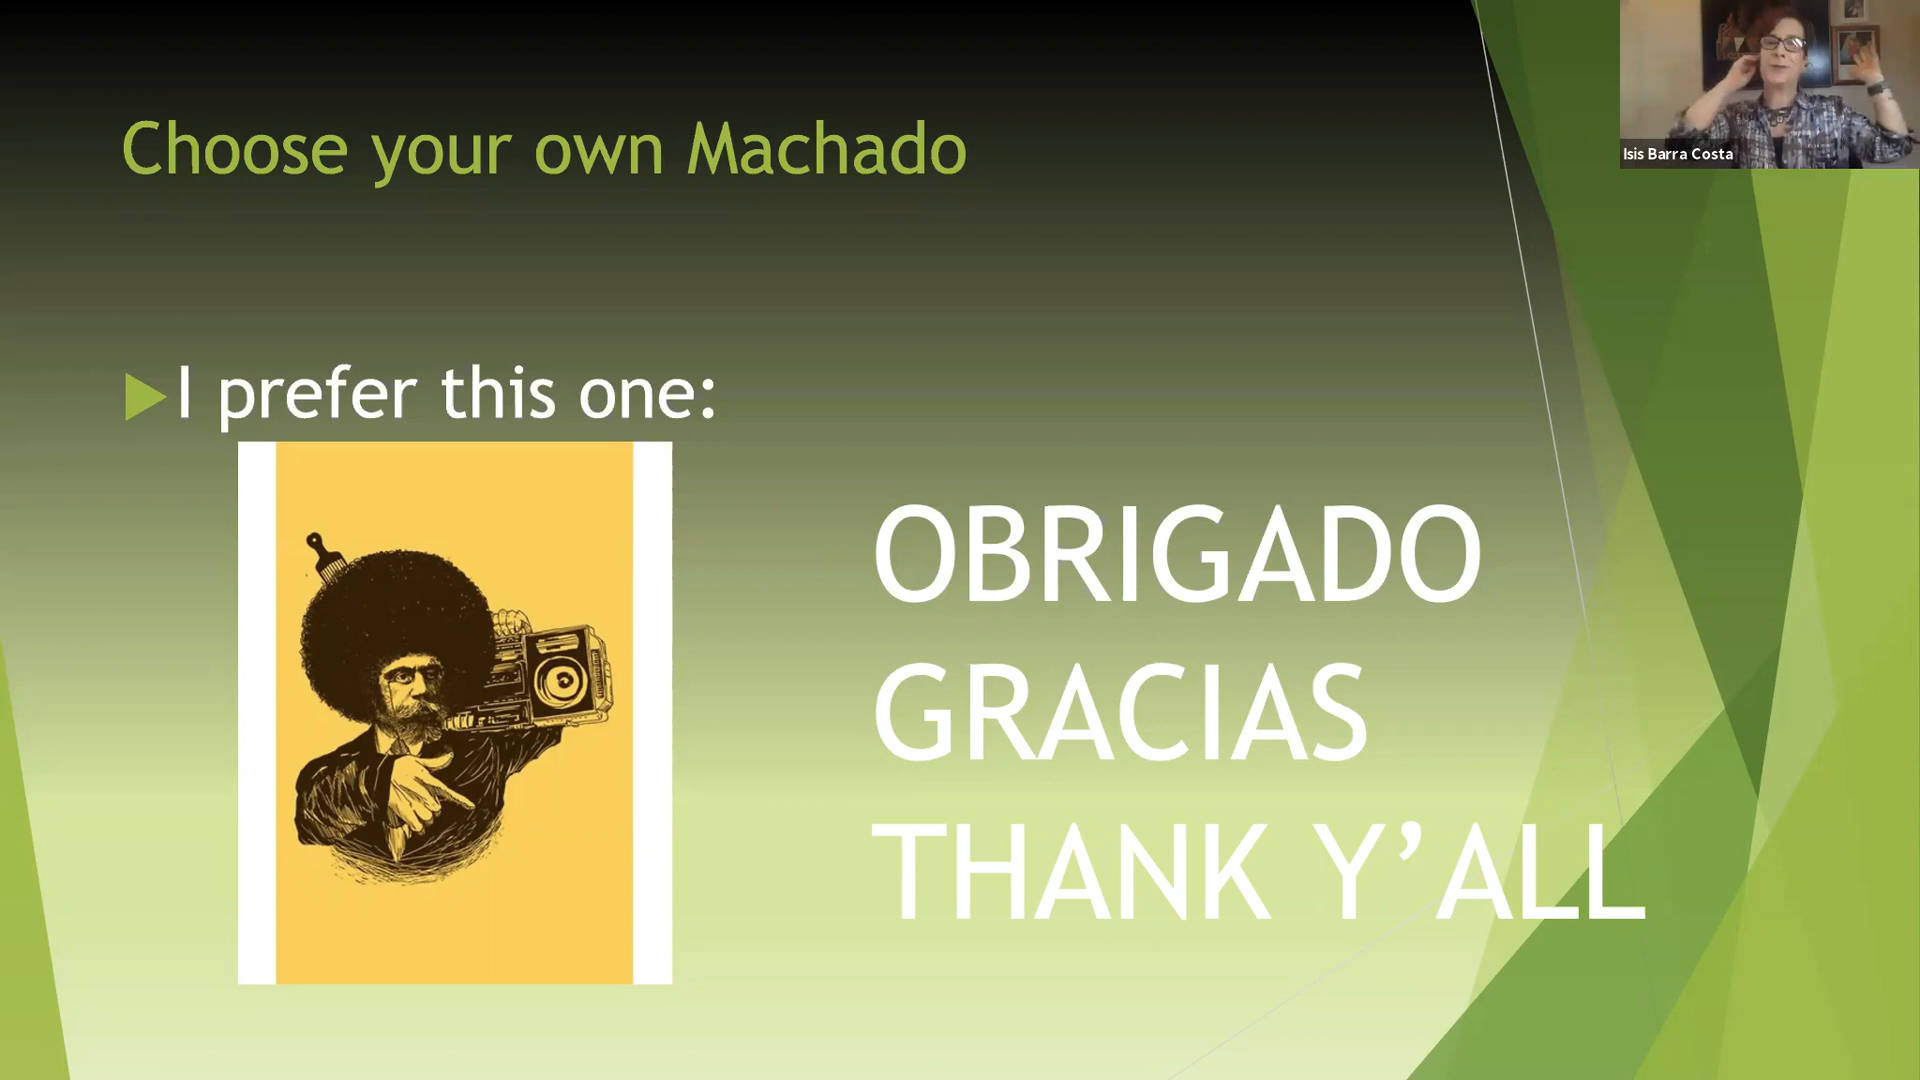 Choose your own Machado
Isis Barra Costa
I prefer this one:
OBRIGADO
GRACIAS
THANK Y’ALL